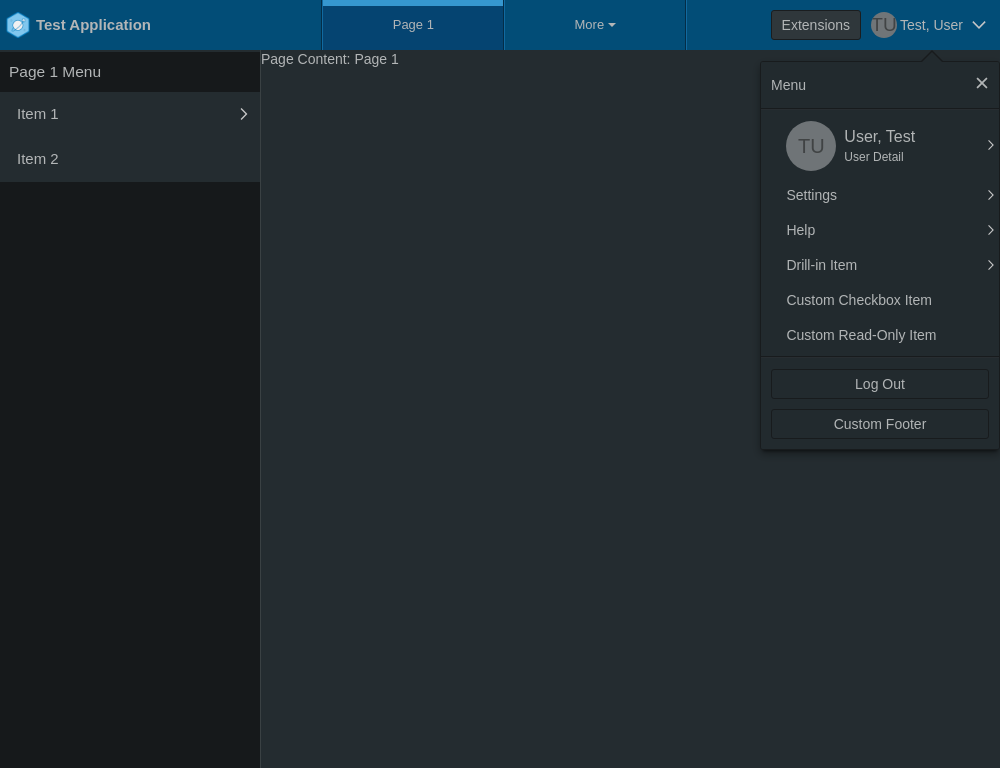 Test Application
Page 1
More
Extensions
TU Test, User
Page 1 Menu
Item 1
Item 2
Page Content: Page 1
Menu
TU
User, Test
User Detail
Settings
Help
Drill-in Item
Custom Checkbox Item
Custom Read-Only Item
Log Out
Custom Footer